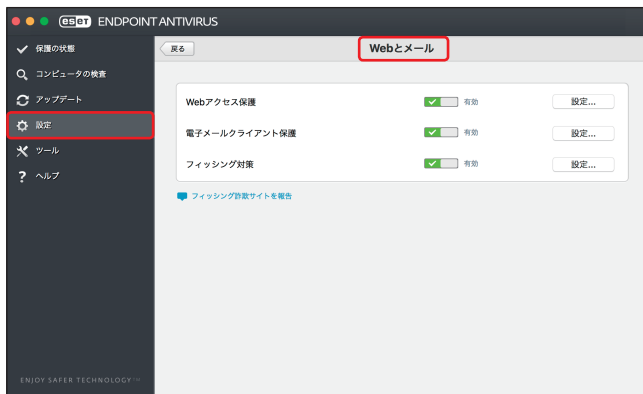 eset ENDPOINT ANTIVIRUS
保護の状態
コンピュータの検査
アップデート
設定
ツール
? ヘルプ
戻る
Webとメール
Webアクセス保護 有効 設定...
電子メールクライアント保護 有効 設定...
フィッシング対策 有効 設定...
フィッシング詐欺サイトを報告
ENJOY SAFER TECHNOLOGY™